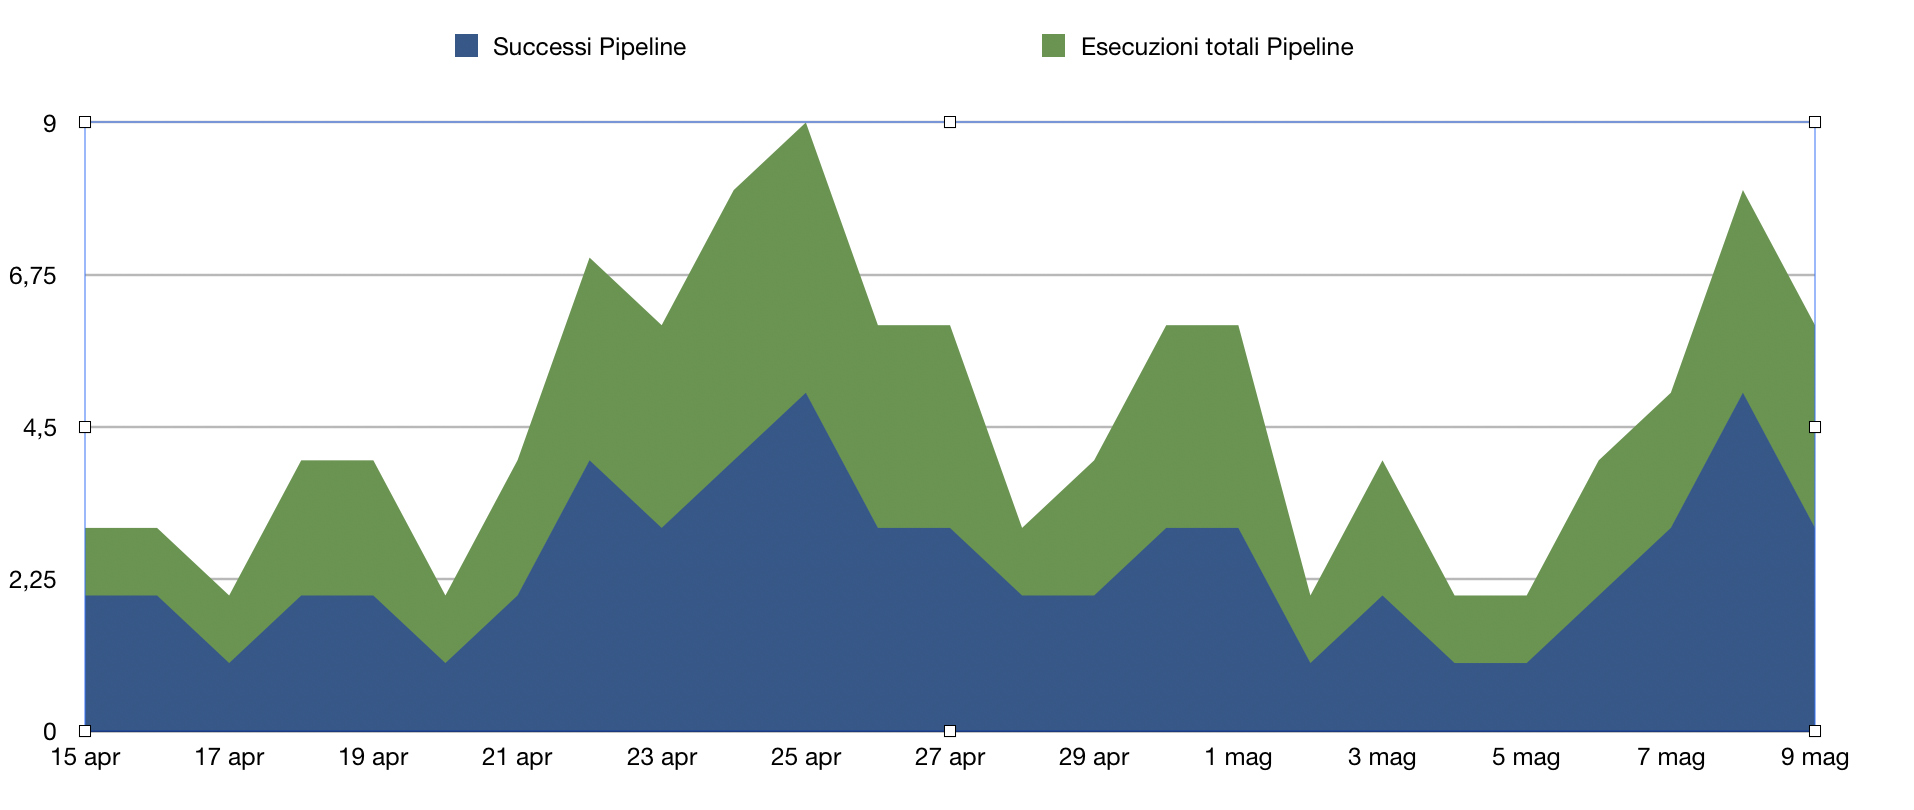 Successi Pipeline
Esecuzioni totali Pipeline
9
6,75
4,5
2,25
0
15 apr 17 apr 19 apr 21 apr 23 apr 25 apr 27 apr 29 apr 1 mag 3 mag 5 mag 7 mag 9 mag